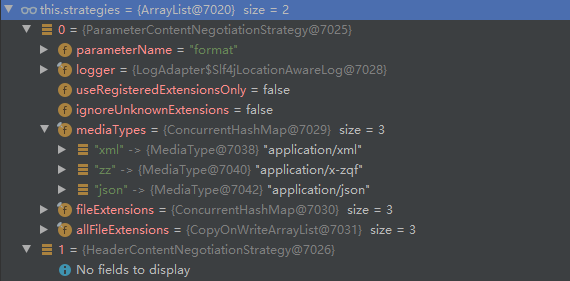 this.strategies = {ArrayList@7020} size = 2
0 = {ParameterContentNegotiationStrategy@7025}
f parameterName = "format"
f logger = {LogAdapter$Slf4jLocationAwareLog@7028}
f useRegisteredExtensionsOnly = false
f ignoreUnknownExtensions = false
f mediaTypes = {ConcurrentHashMap@7029} size = 3
"xml" -> {MediaType@7038} "application/xml"
"zz" -> {MediaType@7040} "application/x-zqf"
"json" -> {MediaType@7042} "application/json"
f fileExtensions = {ConcurrentHashMap@7030} size = 3
f allFileExtensions = {CopyOnWriteArrayList@7031} size = 3
1 = {HeaderContentNegotiationStrategy@7026}
No fields to display